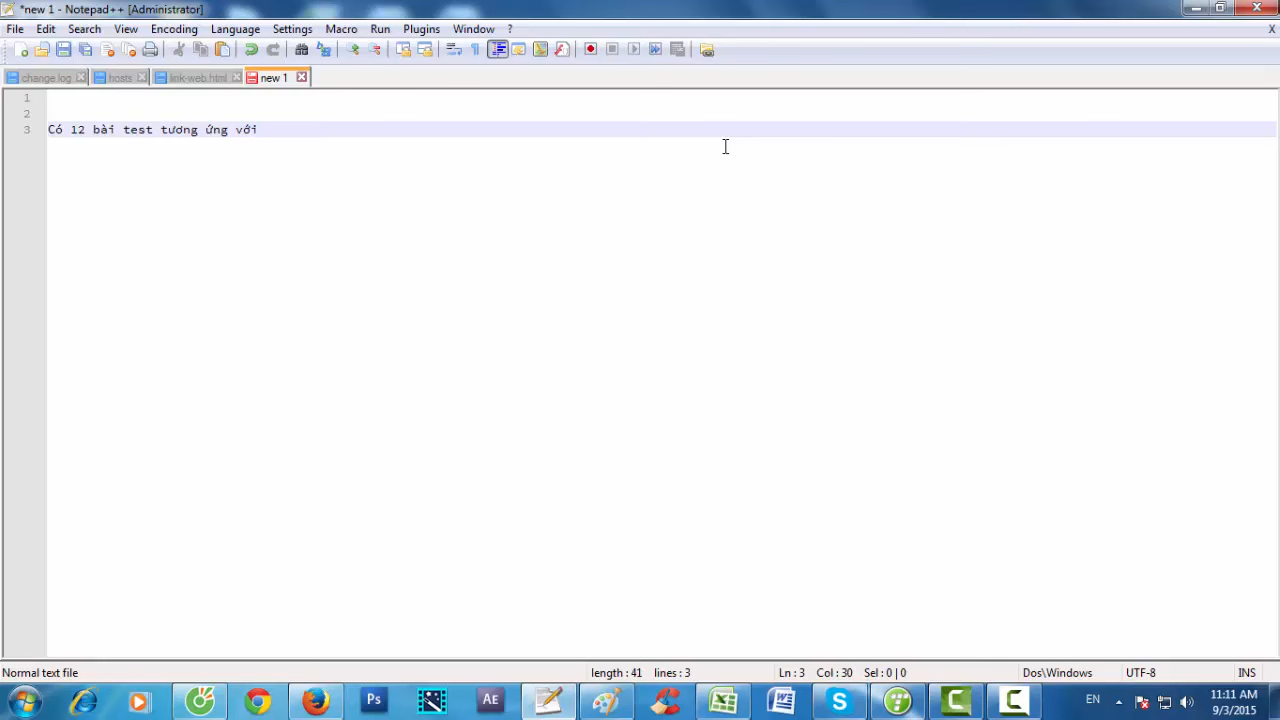 *new 1 - Notepad++ [Administrator]
File Edit Search View Encoding Language Settings Macro Run Plugins Window ? X
change.log hosts link-web.html new 1
1
2
3 Có 12 bài test tương ứng với
Normal text file length : 41 lines : 3 Ln : 3 Col : 30 Sel : 0 | 0 Dos\Windows UTF-8 INS
Ps AE S EN 11:11 AM
9/3/2015